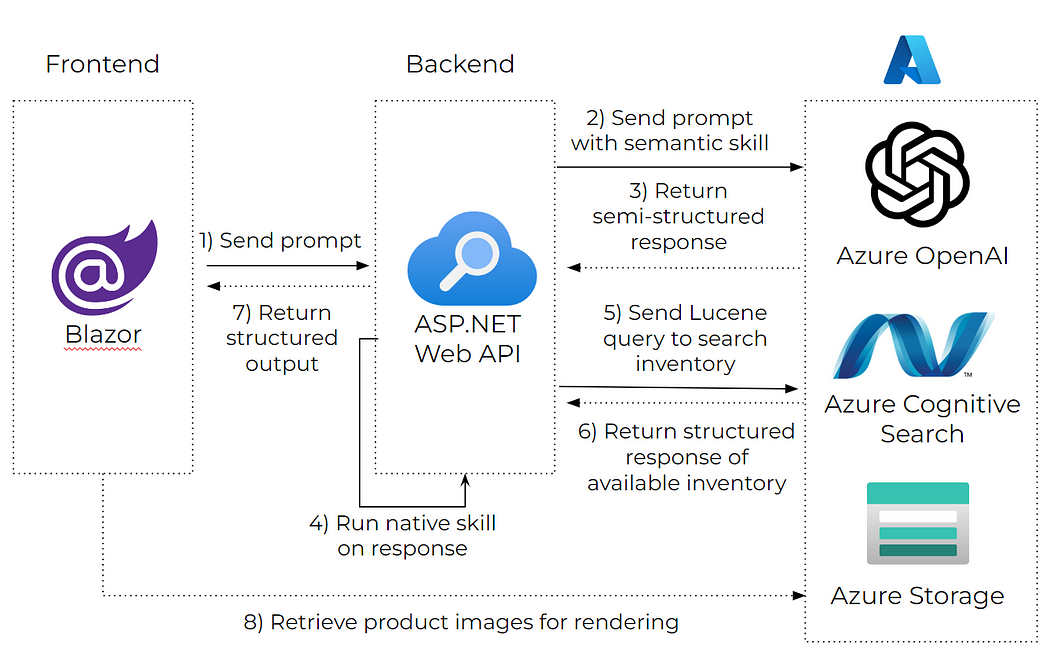 Frontend
Backend
2) Send prompt
with semantic skill
3) Return
semi-structured
response
Azure OpenAI
1) Send prompt
7) Return
structured
output
Blazor
ASP.NET
Web API
5) Send Lucene
query to search
inventory
TM
Azure Cognitive
Search
6) Return structured
response of
available inventory
4) Run native skill
on response
Azure Storage
8) Retrieve product images for rendering